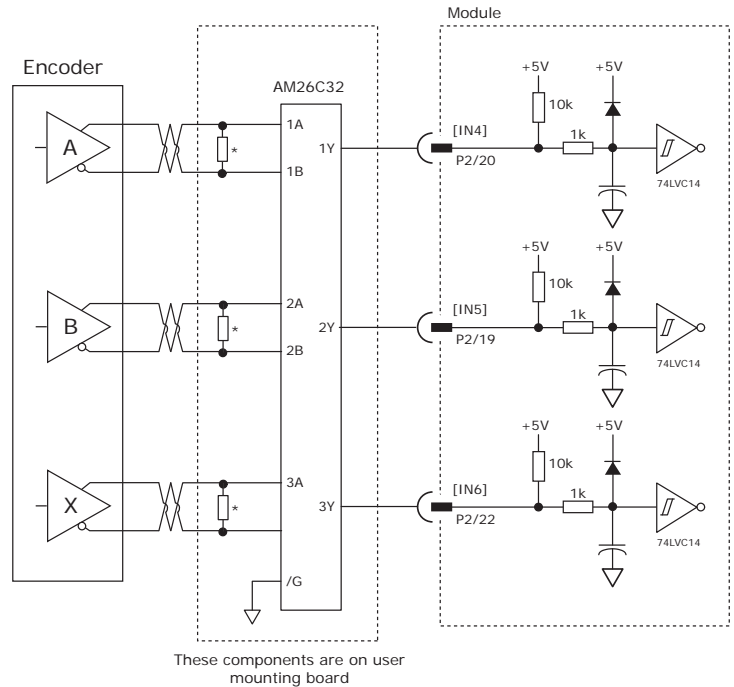 Module
Encoder
AM26C32
A
1A
1B
*
1Y
[IN4]
P2/20
+5V
10k
1k
+5V
74LVC14
B
2A
2B
*
2Y
[IN5]
P2/19
+5V
10k
1k
+5V
74LVC14
X
3A
*
3Y
[IN6]
P2/22
+5V
10k
1k
+5V
74LVC14
/G
These components are on user
mounting board